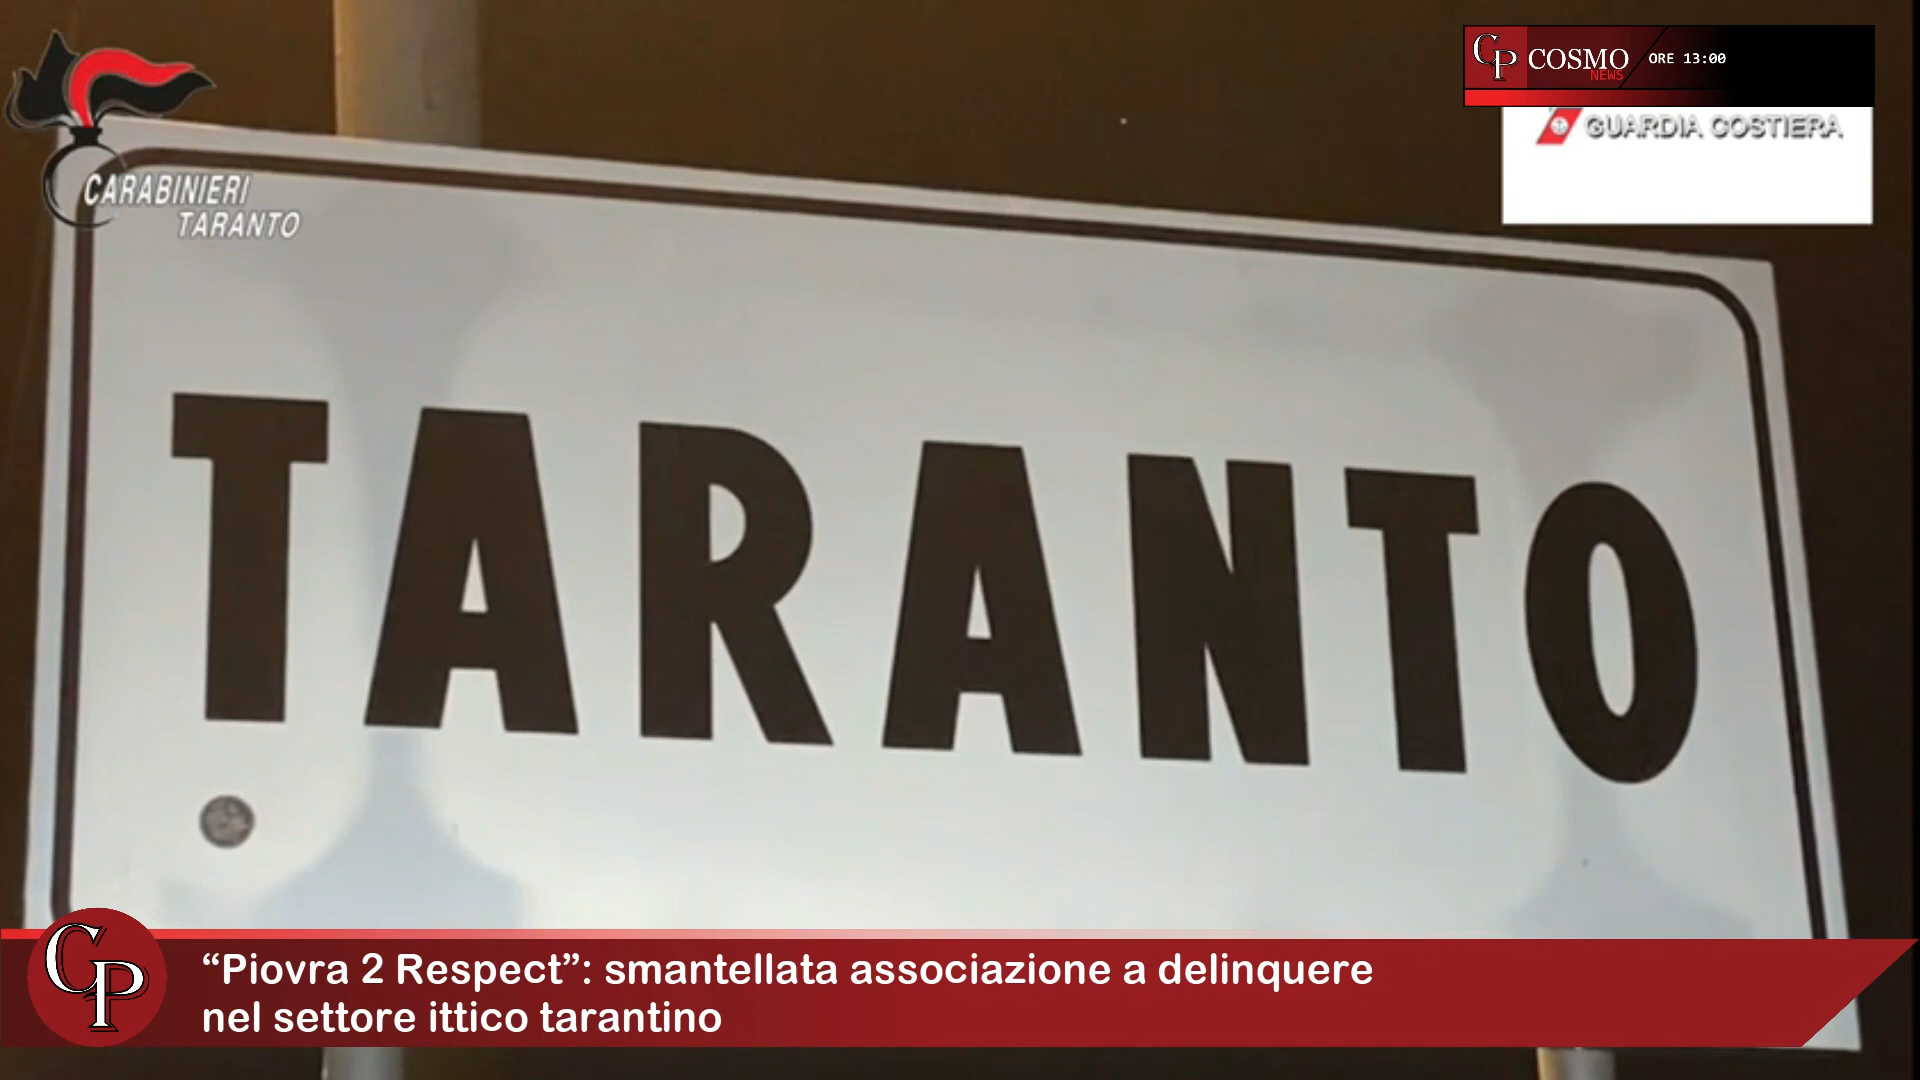 CARABINIERI
TARANTO
CP COSMO NEWS ORE 13:00
GUARDIA COSTIERA
TARANTO
CP
“Piovra 2 Respect”: smantellata associazione a delinquere
nel settore ittico tarantino